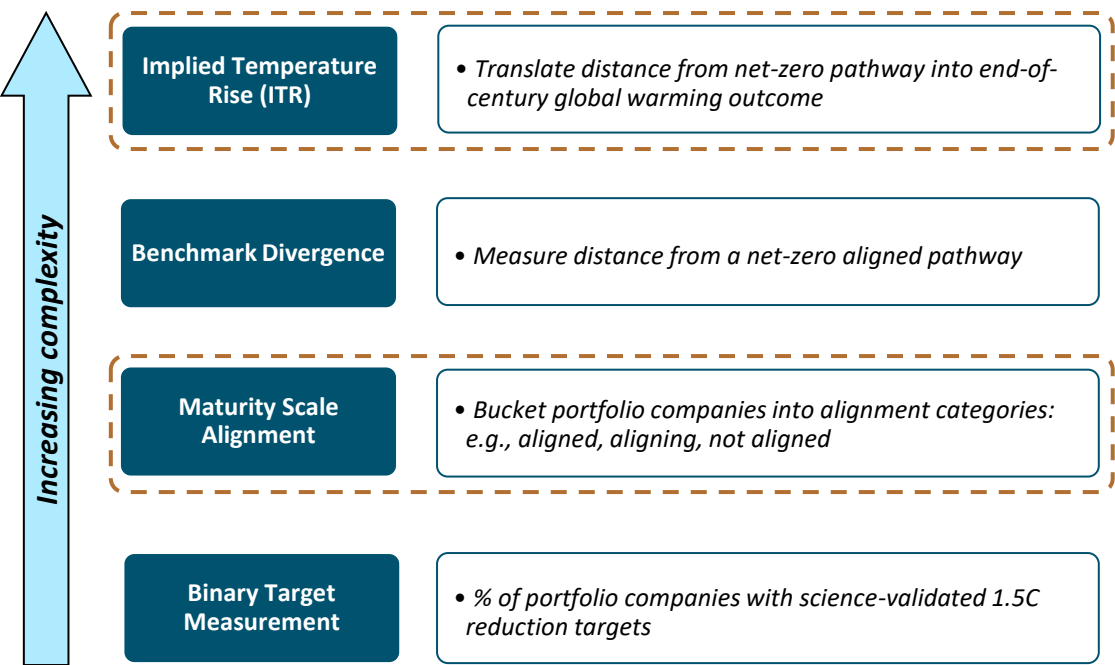 Increasing complexity
Implied Temperature
Rise (ITR)
• Translate distance from net-zero pathway into end-of-
century global warming outcome
Benchmark Divergence
• Measure distance from a net-zero aligned pathway
Maturity Scale
Alignment
• Bucket portfolio companies into alignment categories:
e.g., aligned, aligning, not aligned
Binary Target
Measurement
• % of portfolio companies with science-validated 1.5C
reduction targets